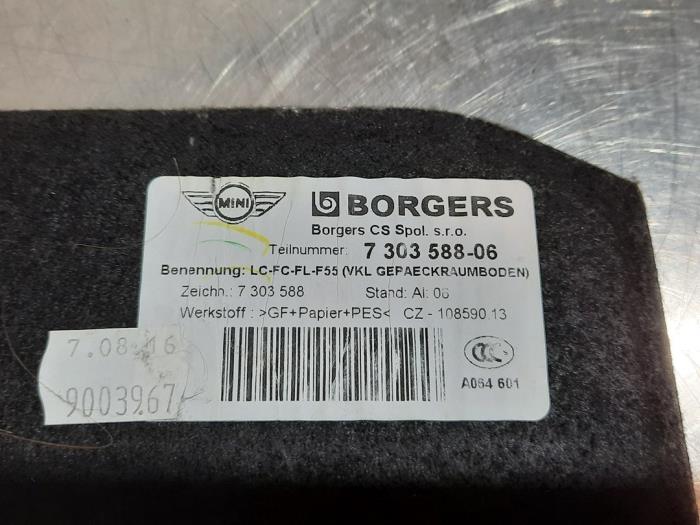 MINI
BORGERS
Borgers CS Spol. s.r.o.
Teilnummer: 7 303 588-06
Benennung: LC-FC-FL-F55 (VKL GEPAECKRAUMBODEN)
Zeichn.: 7 303 588 Stand: AI: 06
Werkstoff : >GF+Papier+PES< CZ - 108590.13
CCC
A064 601
7.08.16
9003967